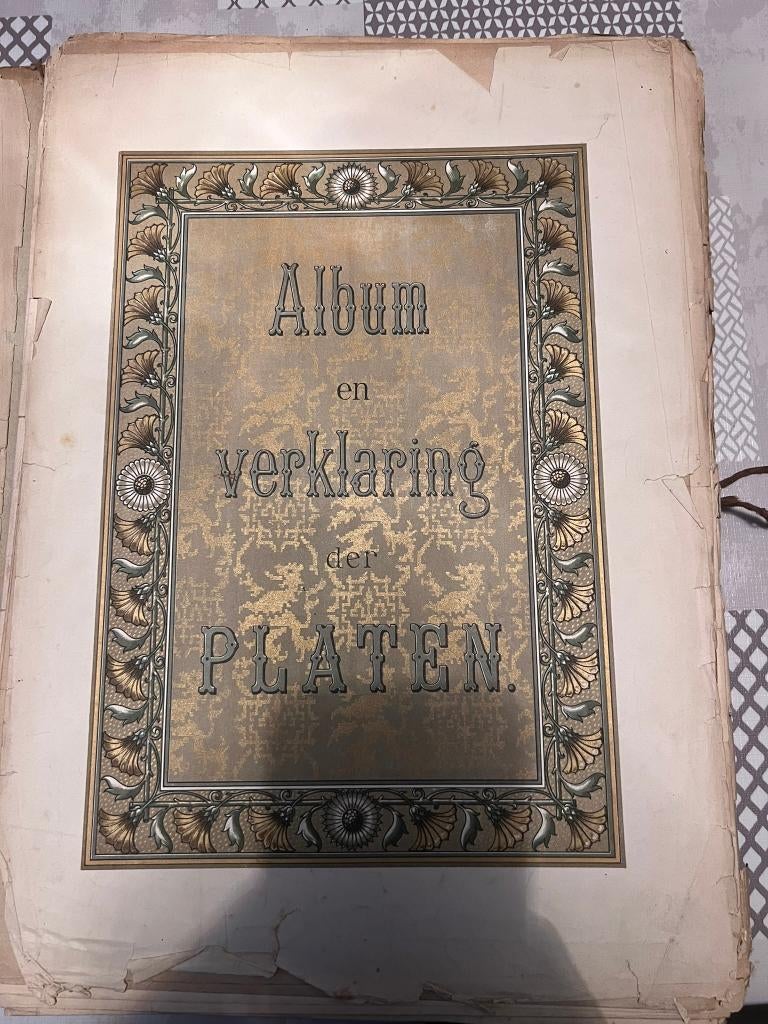 Album
en
verklaring
der
PLATEN.